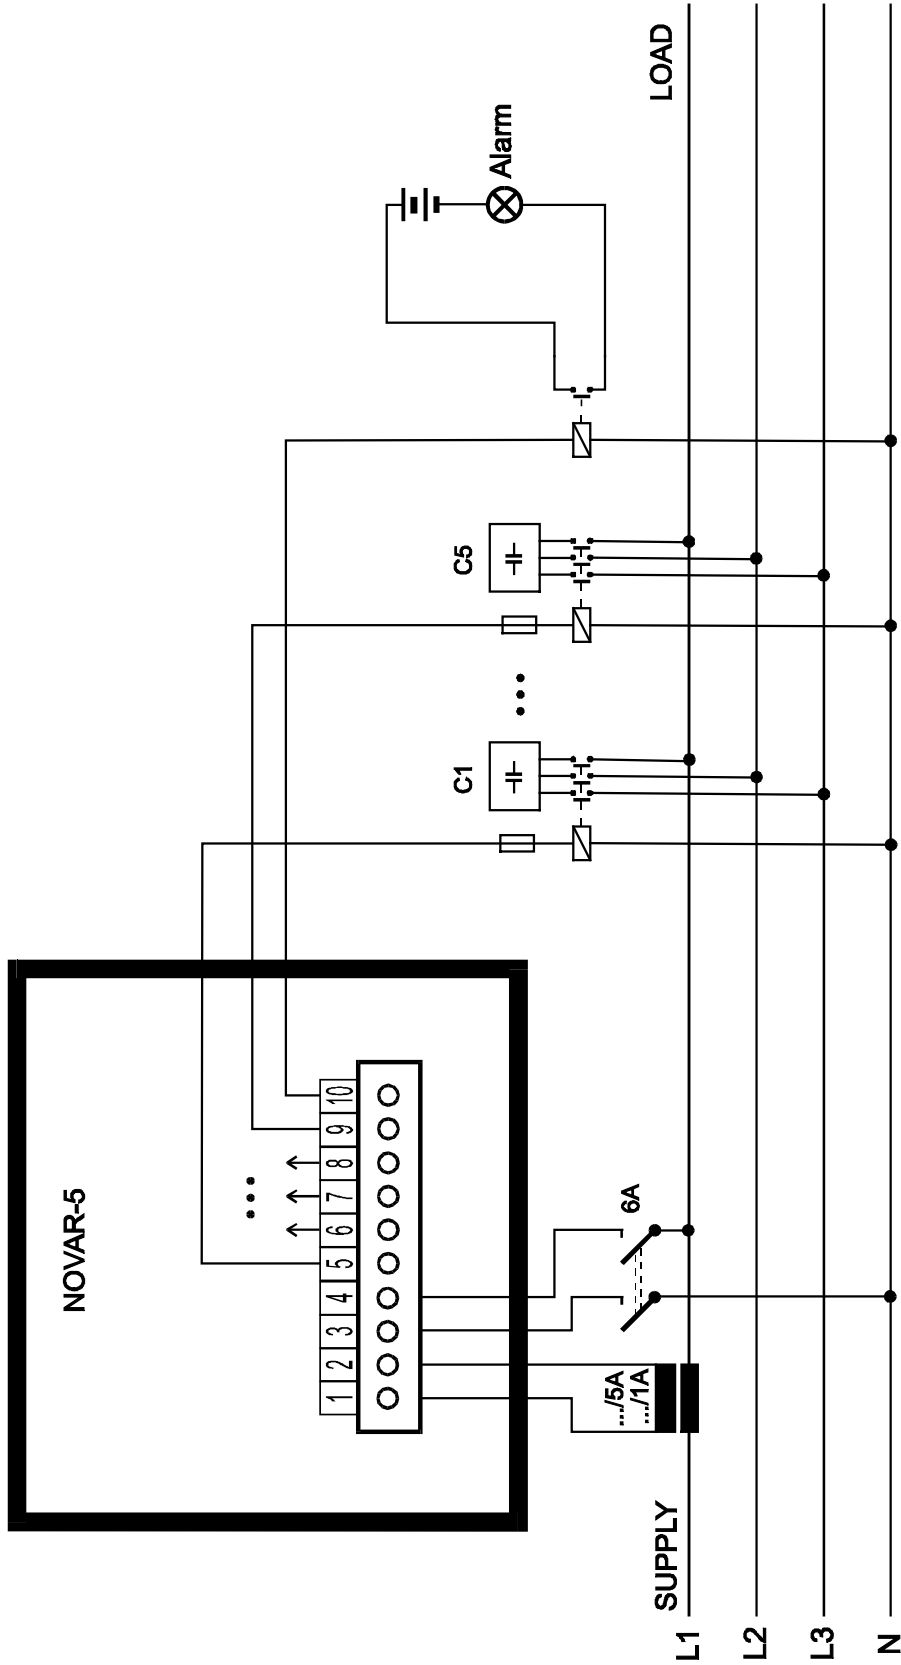 NOVAR-5
1 2 3 4 5 6 7 8 9 10
C1
C5
Alarm
.../5A
.../1A
6A
SUPPLY
LOAD
L1
L2
L3
N